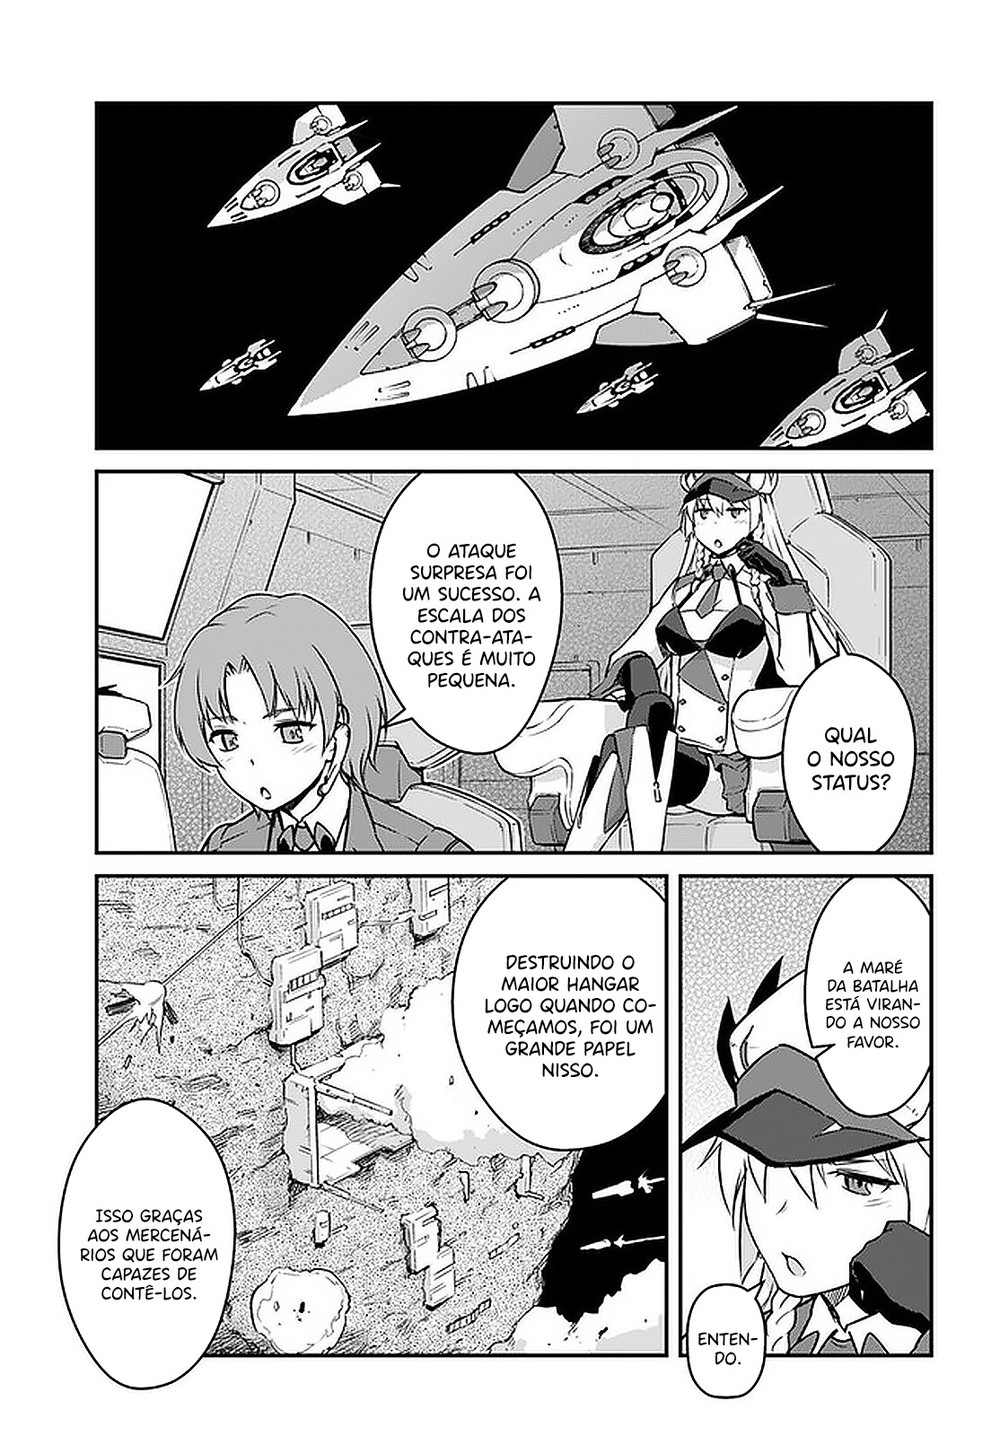 QUAL
O NOSSO
STATUS?
O ATAQUE
SURPRESA FOI
UM SUCESSO. A
ESCALA DOS
CONTRA-ATA-
QUES É MUITO
PEQUENA.
A MARÉ
DA BATALHA
ESTÁ VIRAN-
DO A NOSSO
FAVOR.
ENTEN-
DO.
DESTRUINDO O
MAIOR HANGAR
LOGO QUANDO CO-
MEÇAMOS, FOI UM
GRANDE PAPEL
NISSO.
ISSO GRAÇAS
AOS MERCENÁ-
RIOS QUE FORAM
CAPAZES DE
CONTÊ-LOS.